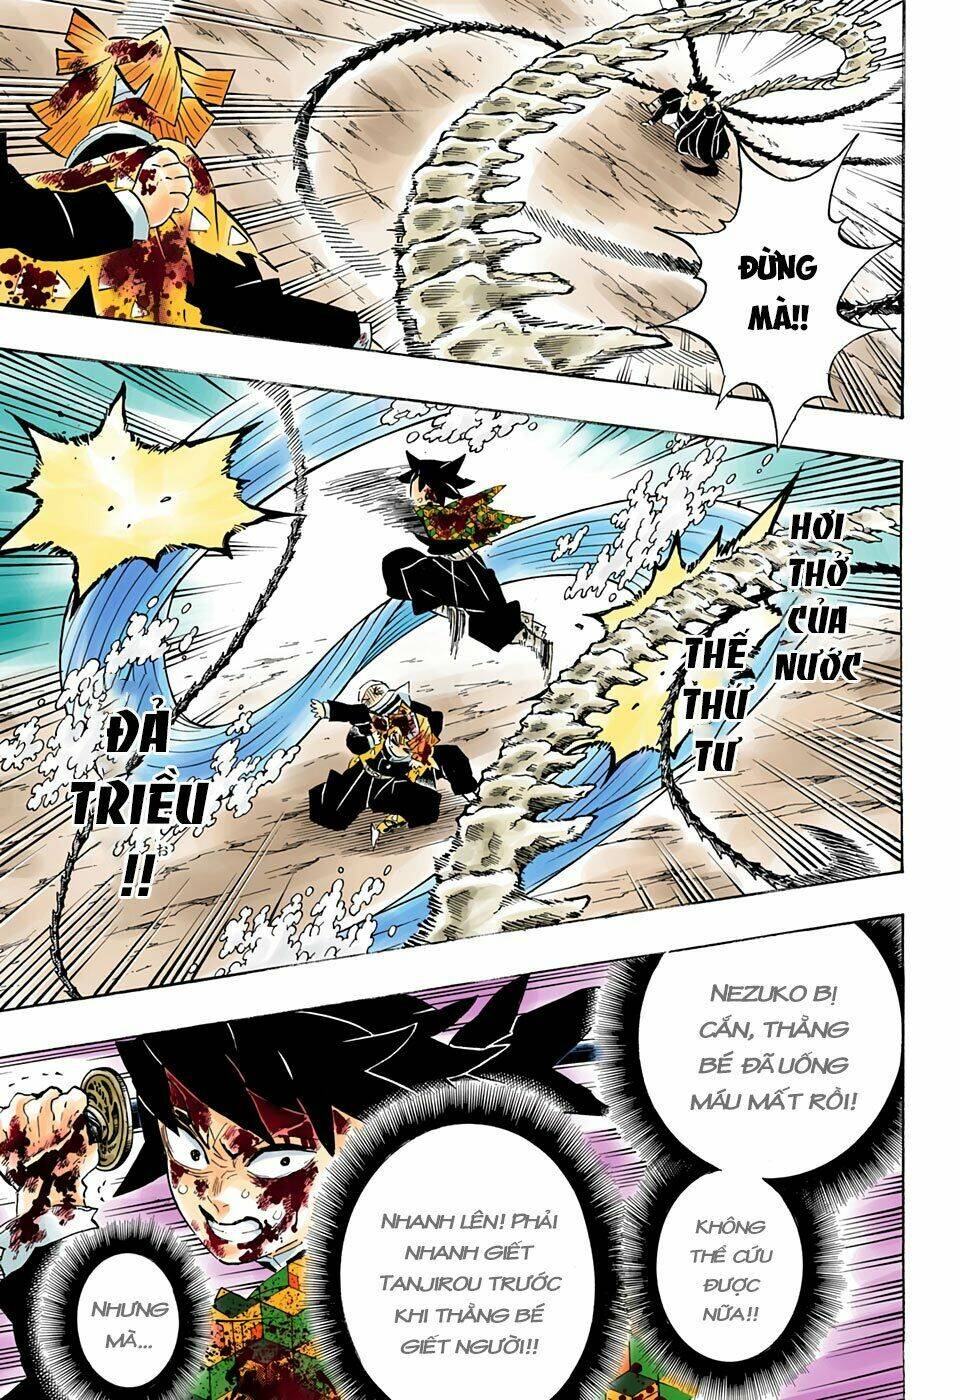 ĐỪNG
MÀ!!
HƠI
THỞ
CỦA
NƯỚC
THẾ
THỨ
TƯ
ĐẢ
TRIỀU
!!
お
NEZUKO BỊ
CẮN, THẰNG
BÉ ĐÃ UỐNG
MÁU MẤT RỒI!
KHÔNG
THỂ CỨU
ĐƯỢC
NỮA!!
NHANH LÊN! PHẢI
NHANH GIẾT
TANJIROU TRƯỚC
KHI THẰNG BÉ
GIẾT NGƯỜI!!
NHƯNG
MÃ...